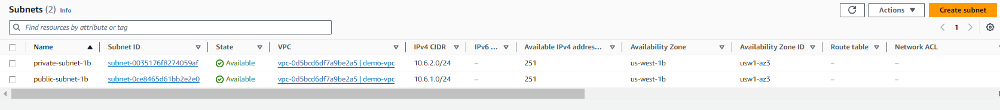 Subnets (2) Info
Actions Create subnet
Find resources by attribute or tag
1
Name Subnet ID State VPC IPv4 CIDR IPv6 ... Available IPv4 addres... Availability Zone Availability Zone ID Route table Network ACL
private-subnet-1b subnet-0035176f8274059af Available vpc-0d5bcd6df7a9be2a5 | demo-vpc 10.6.2.0/24 – 251 us-west-1b usw1-az3 – –
public-subnet-1b subnet-0ce8465d61bb2e2e0 Available vpc-0d5bcd6df7a9be2a5 | demo-vpc 10.6.1.0/24 – 251 us-west-1b usw1-az3 – –